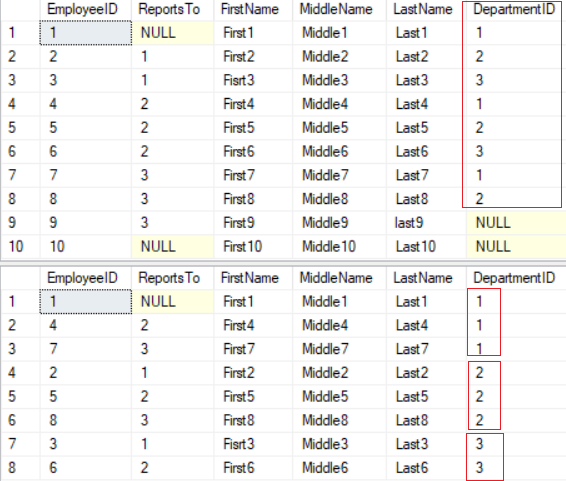 EmployeeID ReportsTo FirstName MiddleName LastName DepartmentID
1 1 NULL First1 Middle1 Last1 1
2 2 1 First2 Middle2 Last2 2
3 3 1 Fisrt3 Middle3 Last3 3
4 4 2 First4 Middle4 Last4 1
5 5 2 First5 Middle5 Last5 2
6 6 2 First6 Middle6 Last6 3
7 7 3 First7 Middle7 Last7 1
8 8 3 First8 Middle8 Last8 2
9 9 3 First9 Middle9 last9 NULL
10 10 NULL First10 Middle10 Last10 NULL
EmployeeID ReportsTo FirstName MiddleName LastName DepartmentID
1 1 NULL First1 Middle1 Last1 1
2 4 2 First4 Middle4 Last4 1
3 7 3 First7 Middle7 Last7 1
4 2 1 First2 Middle2 Last2 2
5 5 2 First5 Middle5 Last5 2
6 8 3 First8 Middle8 Last8 2
7 3 1 Fisrt3 Middle3 Last3 3
8 6 2 First6 Middle6 Last6 3